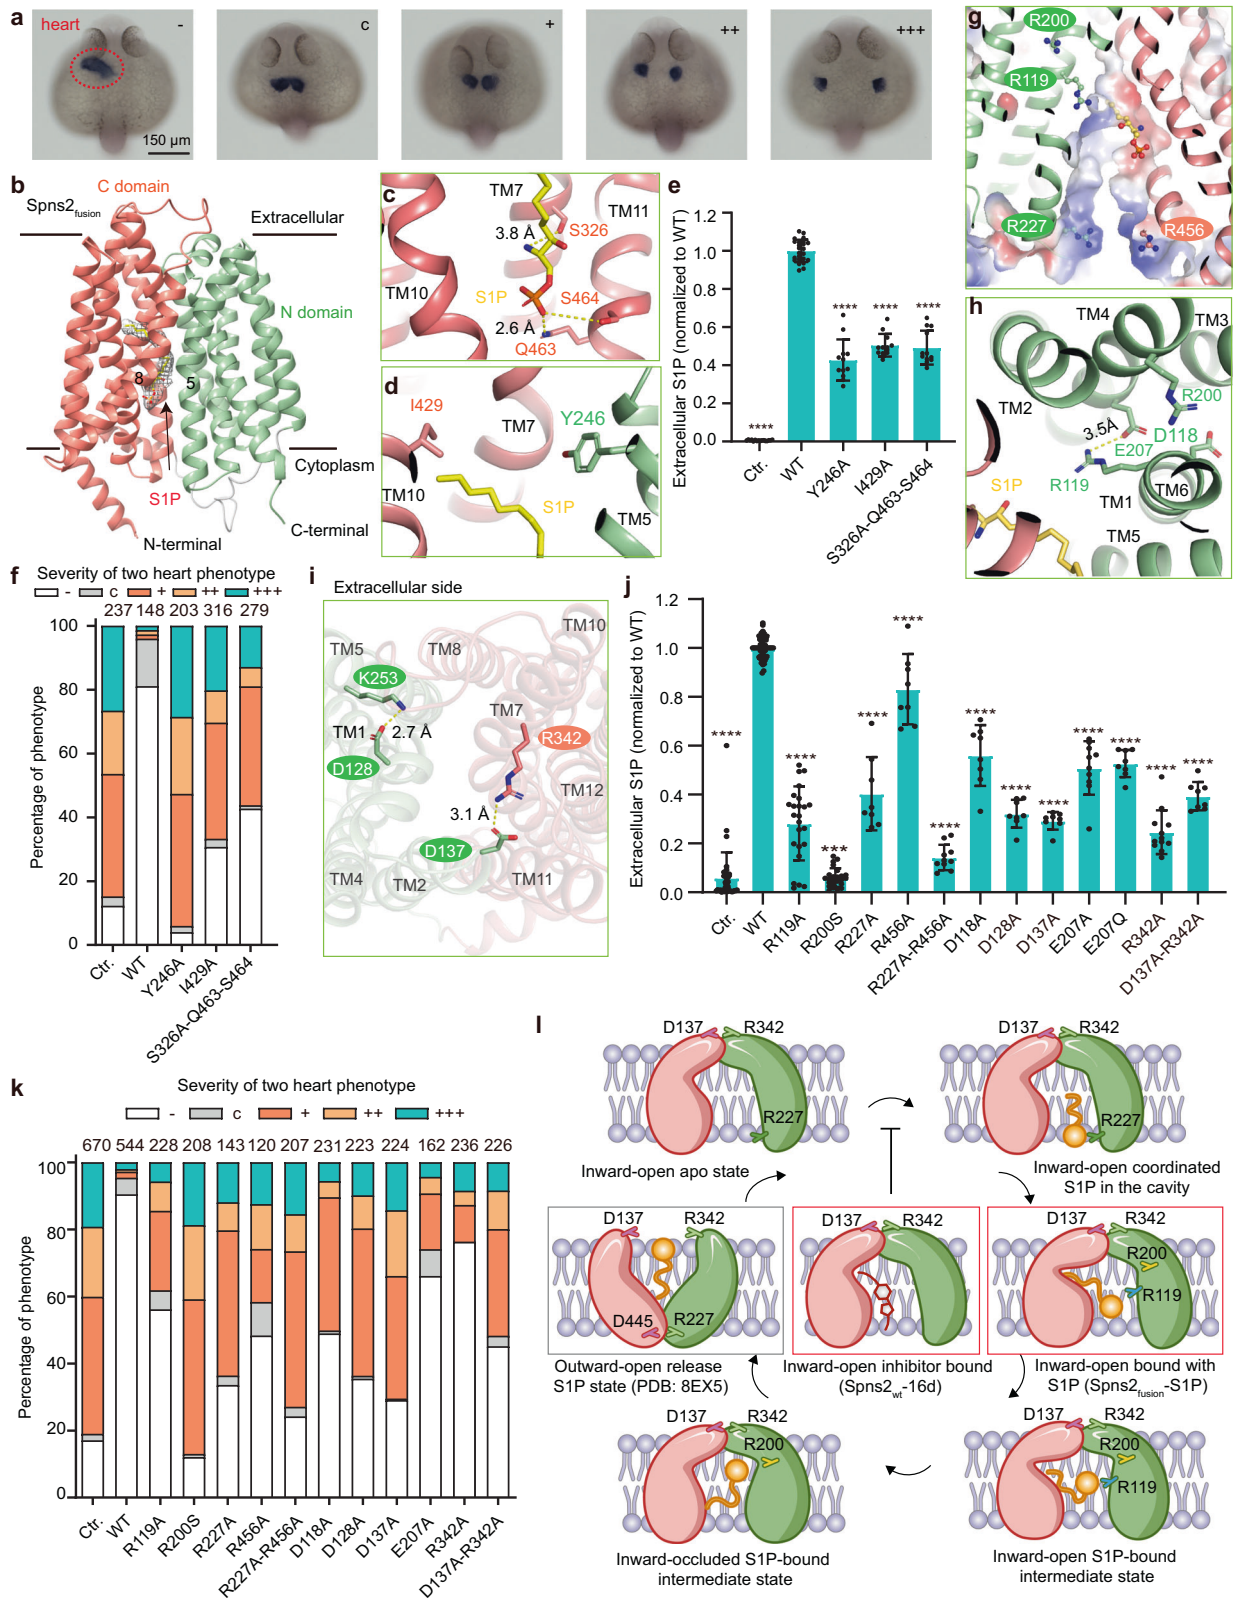 a
heart
-
c
+
++
+++
150 µm
b
C domain
Spns2fusion
Extracellular
N domain
8
5
S1P
Cytoplasm
C-terminal
N-terminal
c
TM7
TM11
S326
3.8 Å
TM10
S1P
S464
2.6 Å
Q463
d
I429
TM7
Y246
TM10
S1P
TM5
e
Extracellular S1P (normalized to WT)
1.2
1.0
0.8
0.6
0.4
0.2
0.0
****
****
****
****
Ctr.
WT
Y246A
I429A
S326A-Q463-S464
g
R200
R119
R227
R456
h
TM4
TM3
TM2
R200
3.5Å
D118
E207
R119
TM1
TM6
S1P
TM5
f
Severity of two heart phenotype
- c + ++ +++
237 148 203 316 279
Percentage of phenotype
100
80
60
40
20
0
Ctr.
WT
Y246A
I429A
S326A-Q463-S464
i
Extracellular side
TM10
TM5
TM8
K253
TM7
TM1
2.7 Å
R342
D128
TM12
3.1 Å
D137
TM4
TM2
TM11
j
Extracellular S1P (normalized to WT)
1.2
1.0
0.8
0.6
0.4
0.2
0.0
****
****
***
****
****
****
****
****
****
****
****
****
****
Ctr.
WT
R119A
R200S
R227A
R456A
R227A-R456A
D118A
D128A
D137A
E207A
E207Q
R342A
D137A-R342A
k
Severity of two heart phenotype
- c + ++ +++
670 544 228 208 143 120 207 231 223 224 162 236 226
Percentage of phenotype
100
80
60
40
20
0
Ctr.
WT
R119A
R200S
R227A
R456A
R227A-R456A
D118A
D128A
D137A
E207A
R342A
D137A-R342A
l
D137 R342
R227
Inward-open apo state
D137 R342
R227
Inward-open coordinated
S1P in the cavity
D137 R342
D445 R227
Outward-open release
S1P state (PDB: 8EX5)
D137 R342
Inward-open inhibitor bound
(Spns2wt-16d)
D137 R342
R200
R119
Inward-open bound with
S1P (Spns2fusion-S1P)
D137 R342
R200
Inward-occluded S1P-bound
intermediate state
D137 R342
R200
R119
Inward-open S1P-bound
intermediate state